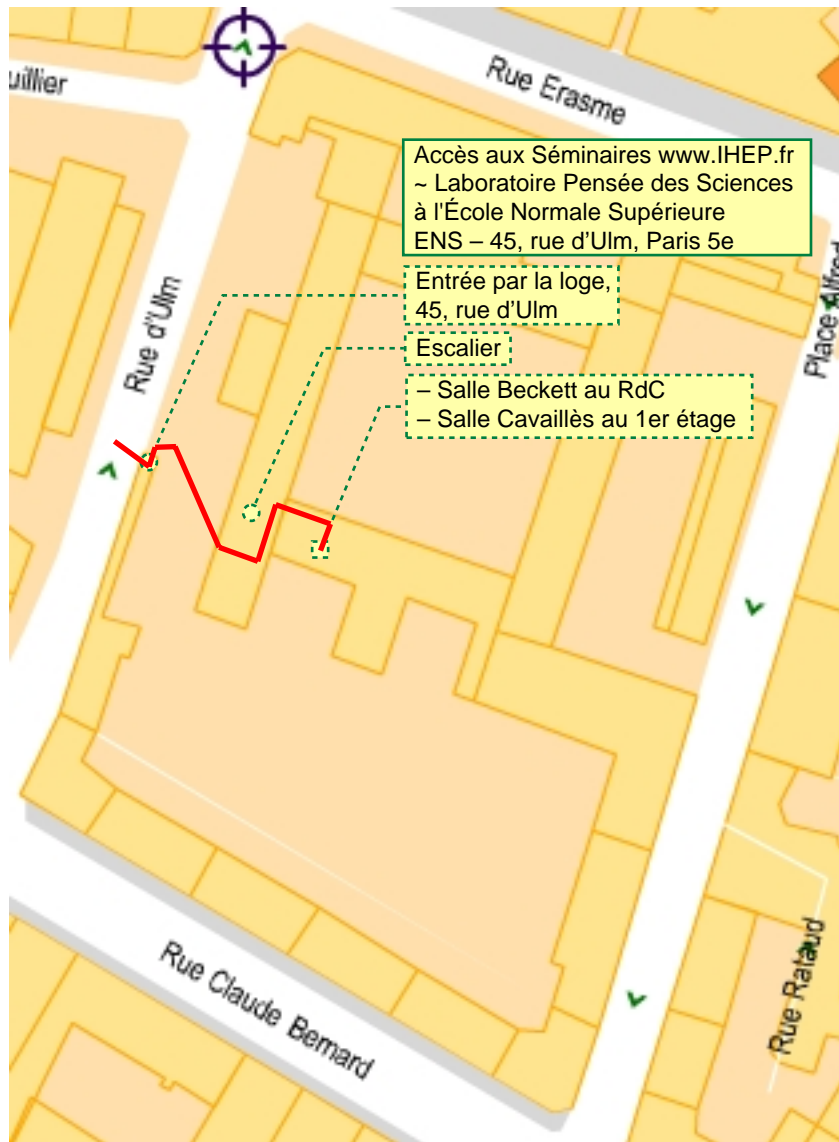 uillier
Rue Erasme
Accès aux Séminaires www.IHEP.fr
~ Laboratoire Pensée des Sciences
à l'École Normale Supérieure
ENS – 45, rue d'Ulm, Paris 5e
Entrée par la loge,
45, rue d'Ulm
Escalier
– Salle Beckett au RdC
– Salle Cavaillès au 1er étage
Rue d'Ulm
Place Alfred
Rue Claude Bernard
Rue Rataud